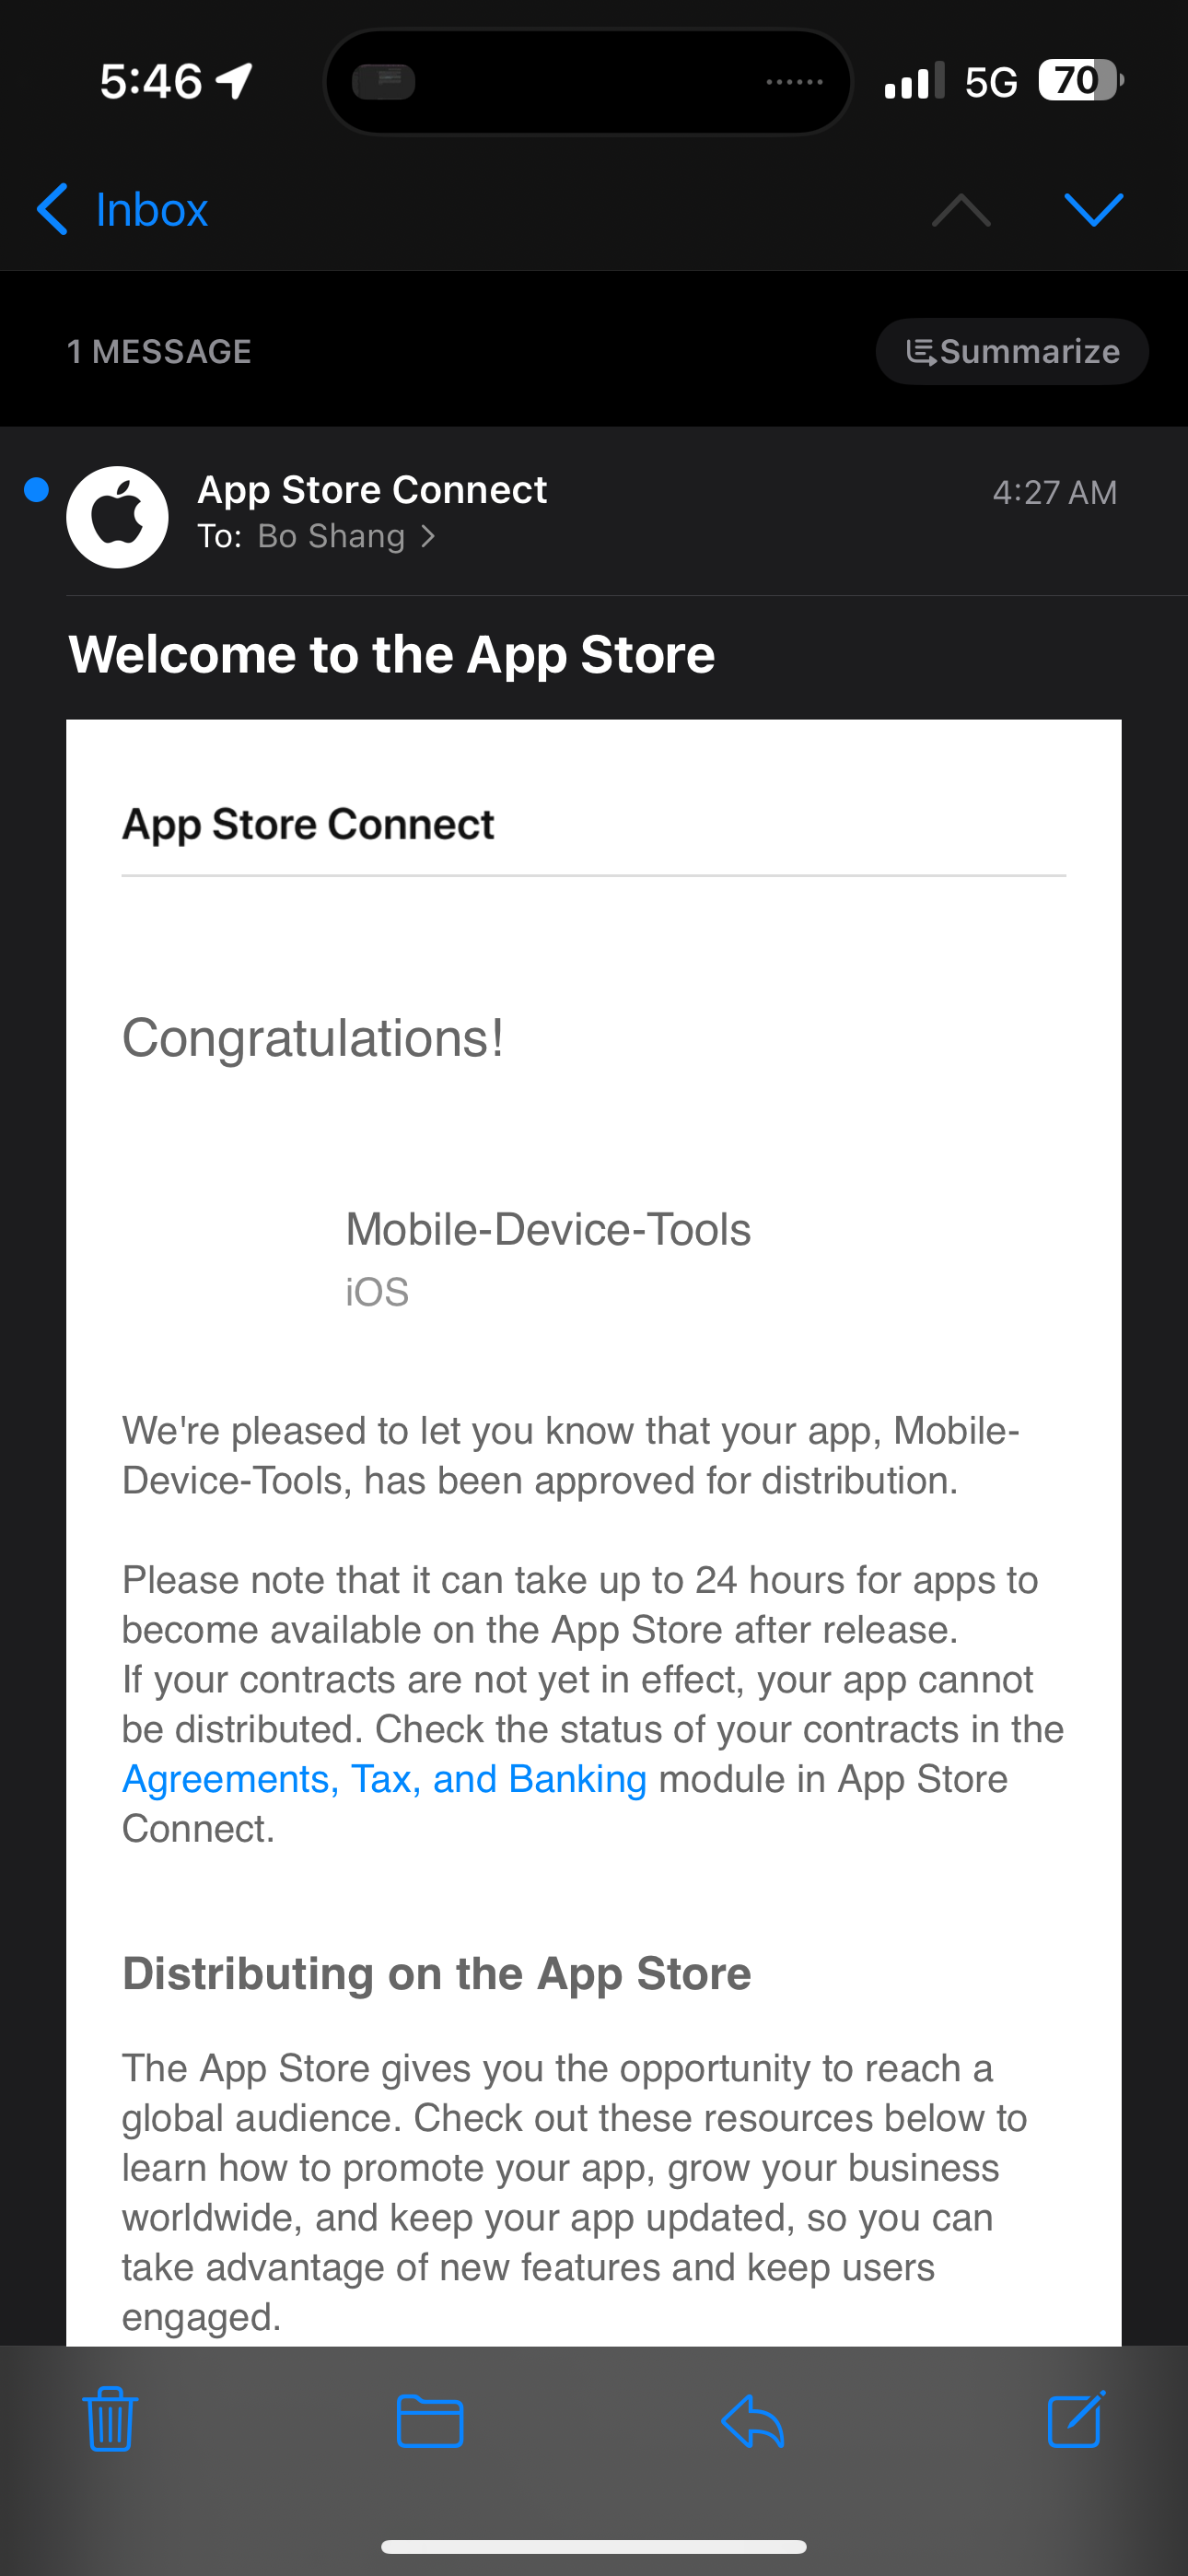 5:46
5G
70
Inbox
1 MESSAGE
Summarize
App Store Connect
4:27 AM
To: Bo Shang
Welcome to the App Store
App Store Connect
Congratulations!
Mobile-Device-Tools
iOS
We're pleased to let you know that your app, Mobile-
Device-Tools, has been approved for distribution.
Please note that it can take up to 24 hours for apps to
become available on the App Store after release.
If your contracts are not yet in effect, your app cannot
be distributed. Check the status of your contracts in the
Agreements, Tax, and Banking module in App Store
Connect.
Distributing on the App Store
The App Store gives you the opportunity to reach a
global audience. Check out these resources below to
learn how to promote your app, grow your business
worldwide, and keep your app updated, so you can
take advantage of new features and keep users
engaged.